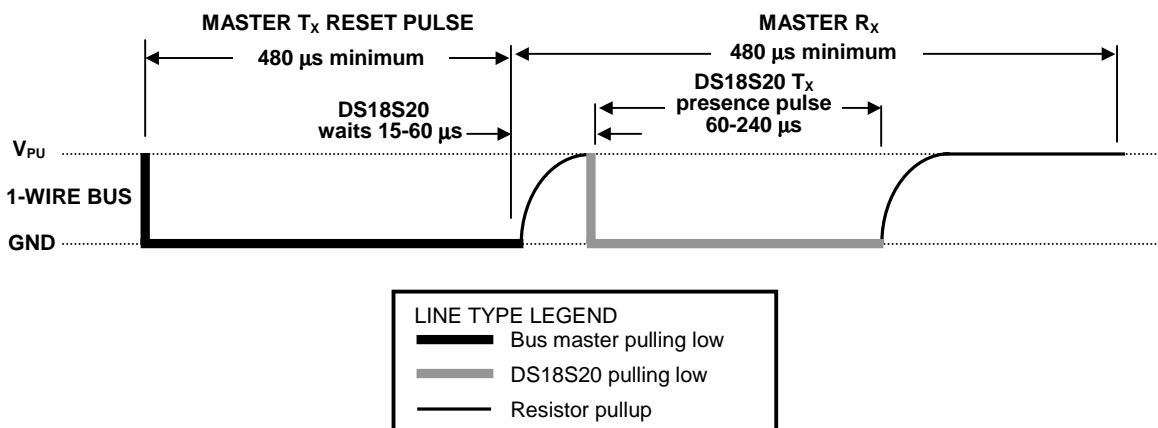 MASTER TX RESET PULSE
480 µs minimum
MASTER RX
480 µs minimum
DS18S20
waits 15-60 µs
DS18S20 TX
presence pulse
60-240 µs
VPU
1-WIRE BUS
GND
LINE TYPE LEGEND
Bus master pulling low
DS18S20 pulling low
Resistor pullup